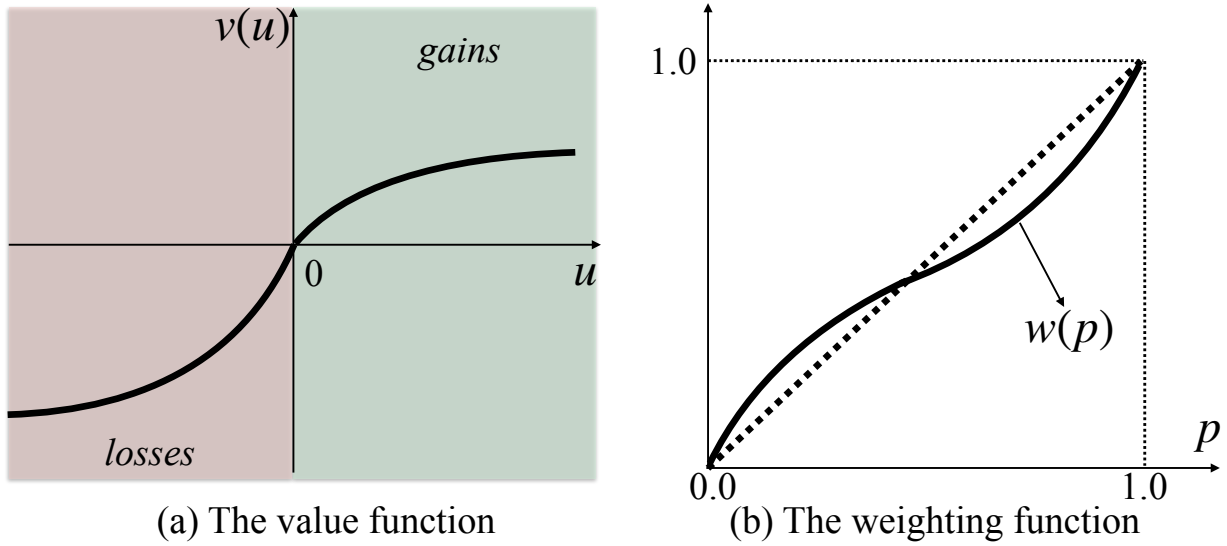 v(u)
gains
0
u
losses
(a) The value function
1.0
w(p)
p
0.0
1.0
(b) The weighting function